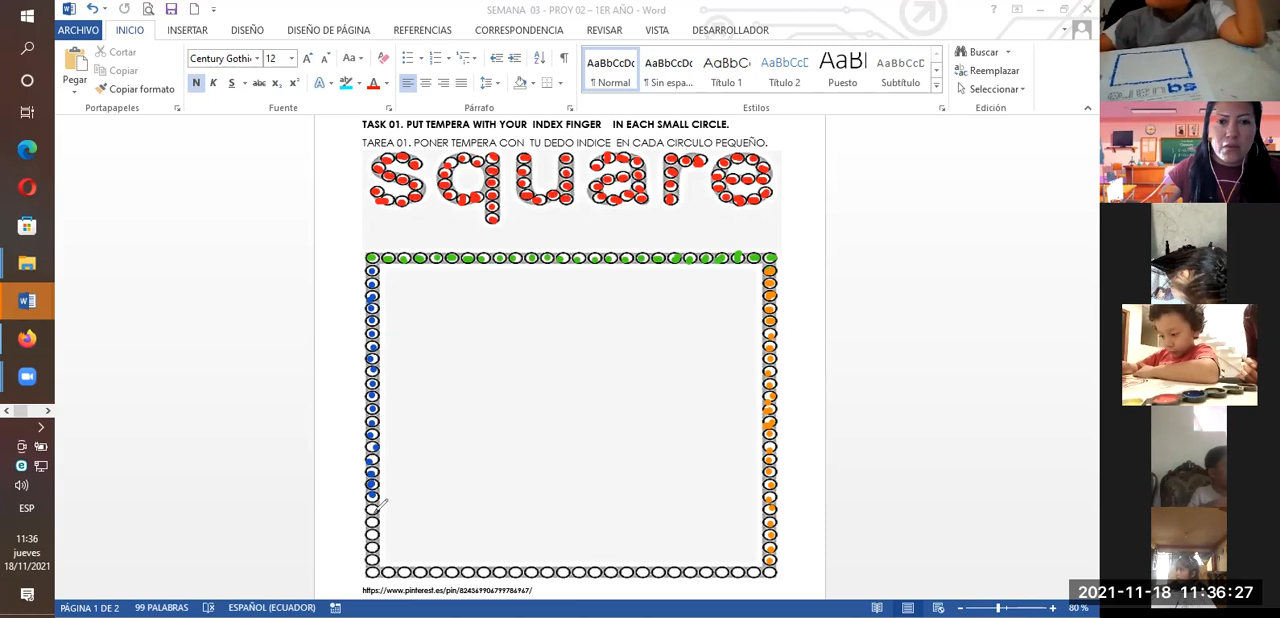 SEMANA 03 - PROY 02 - 1ER AÑO - Word
ARCHIVO INICIO INSERTAR DISEÑO DISEÑO DE PÁGINA REFERENCIAS CORRESPONDENCIA REVISAR VISTA DESARROLLADOR
Pegar
Cortar
Copiar
Copiar formato
Portapapeles
Century Gothi 12
N K S abc x₂ x²
Fuente
Párrafo
AaBbCcDc AaBbCcDc AaBbC AaBbCcD AaBl AaBbCcD
¶ Normal ¶ Sin espa... Título 1 Título 2 Puesto Subtítulo
Estilos
Buscar
Reemplazar
Seleccionar
Edición
TASK 01. PUT TEMPERA WITH YOUR INDEX FINGER IN EACH SMALL CIRCLE.
TAREA 01. PONER TEMPERA CON TU DEDO INDICE EN CADA CIRCULO PEQUEÑO.
square
https://www.pinterest.es/pin/824369906799786967/
PÁGINA 1 DE 2 99 PALABRAS ESPAÑOL (ECUADOR) 80 %
ESP
11:36
jueves
18/11/2021
2021-11-18 11:36:27